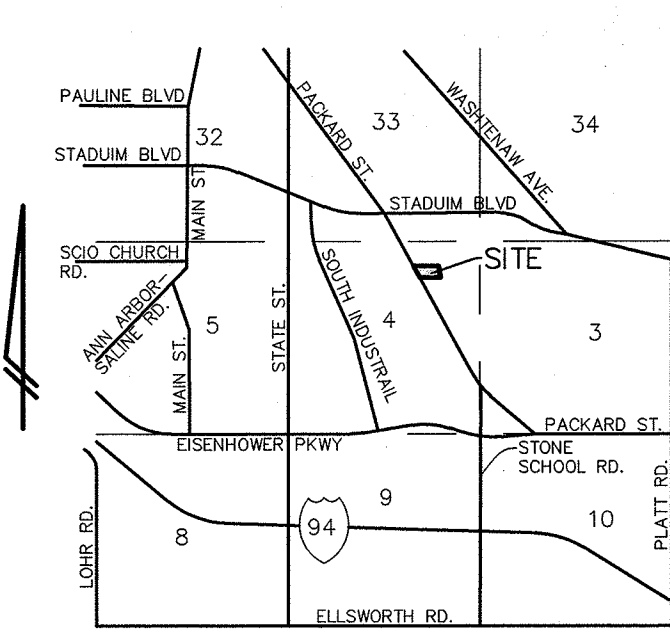 PAULINE BLVD
32
33
34
PACKARD ST.
WASHTENAW AVE.
STADUIM BLVD
MAIN ST.
STADUIM BLVD
SCIO CHURCH
RD.
SITE
ANN ARBOR-
SALINE RD.
5
STATE ST.
SOUTH INDUSTRAIL
4
3
MAIN ST.
PACKARD ST.
EISENHOWER PKWY
STONE
SCHOOL RD.
PLATT RD.
LOHR RD.
8
94
9
10
ELLSWORTH RD.